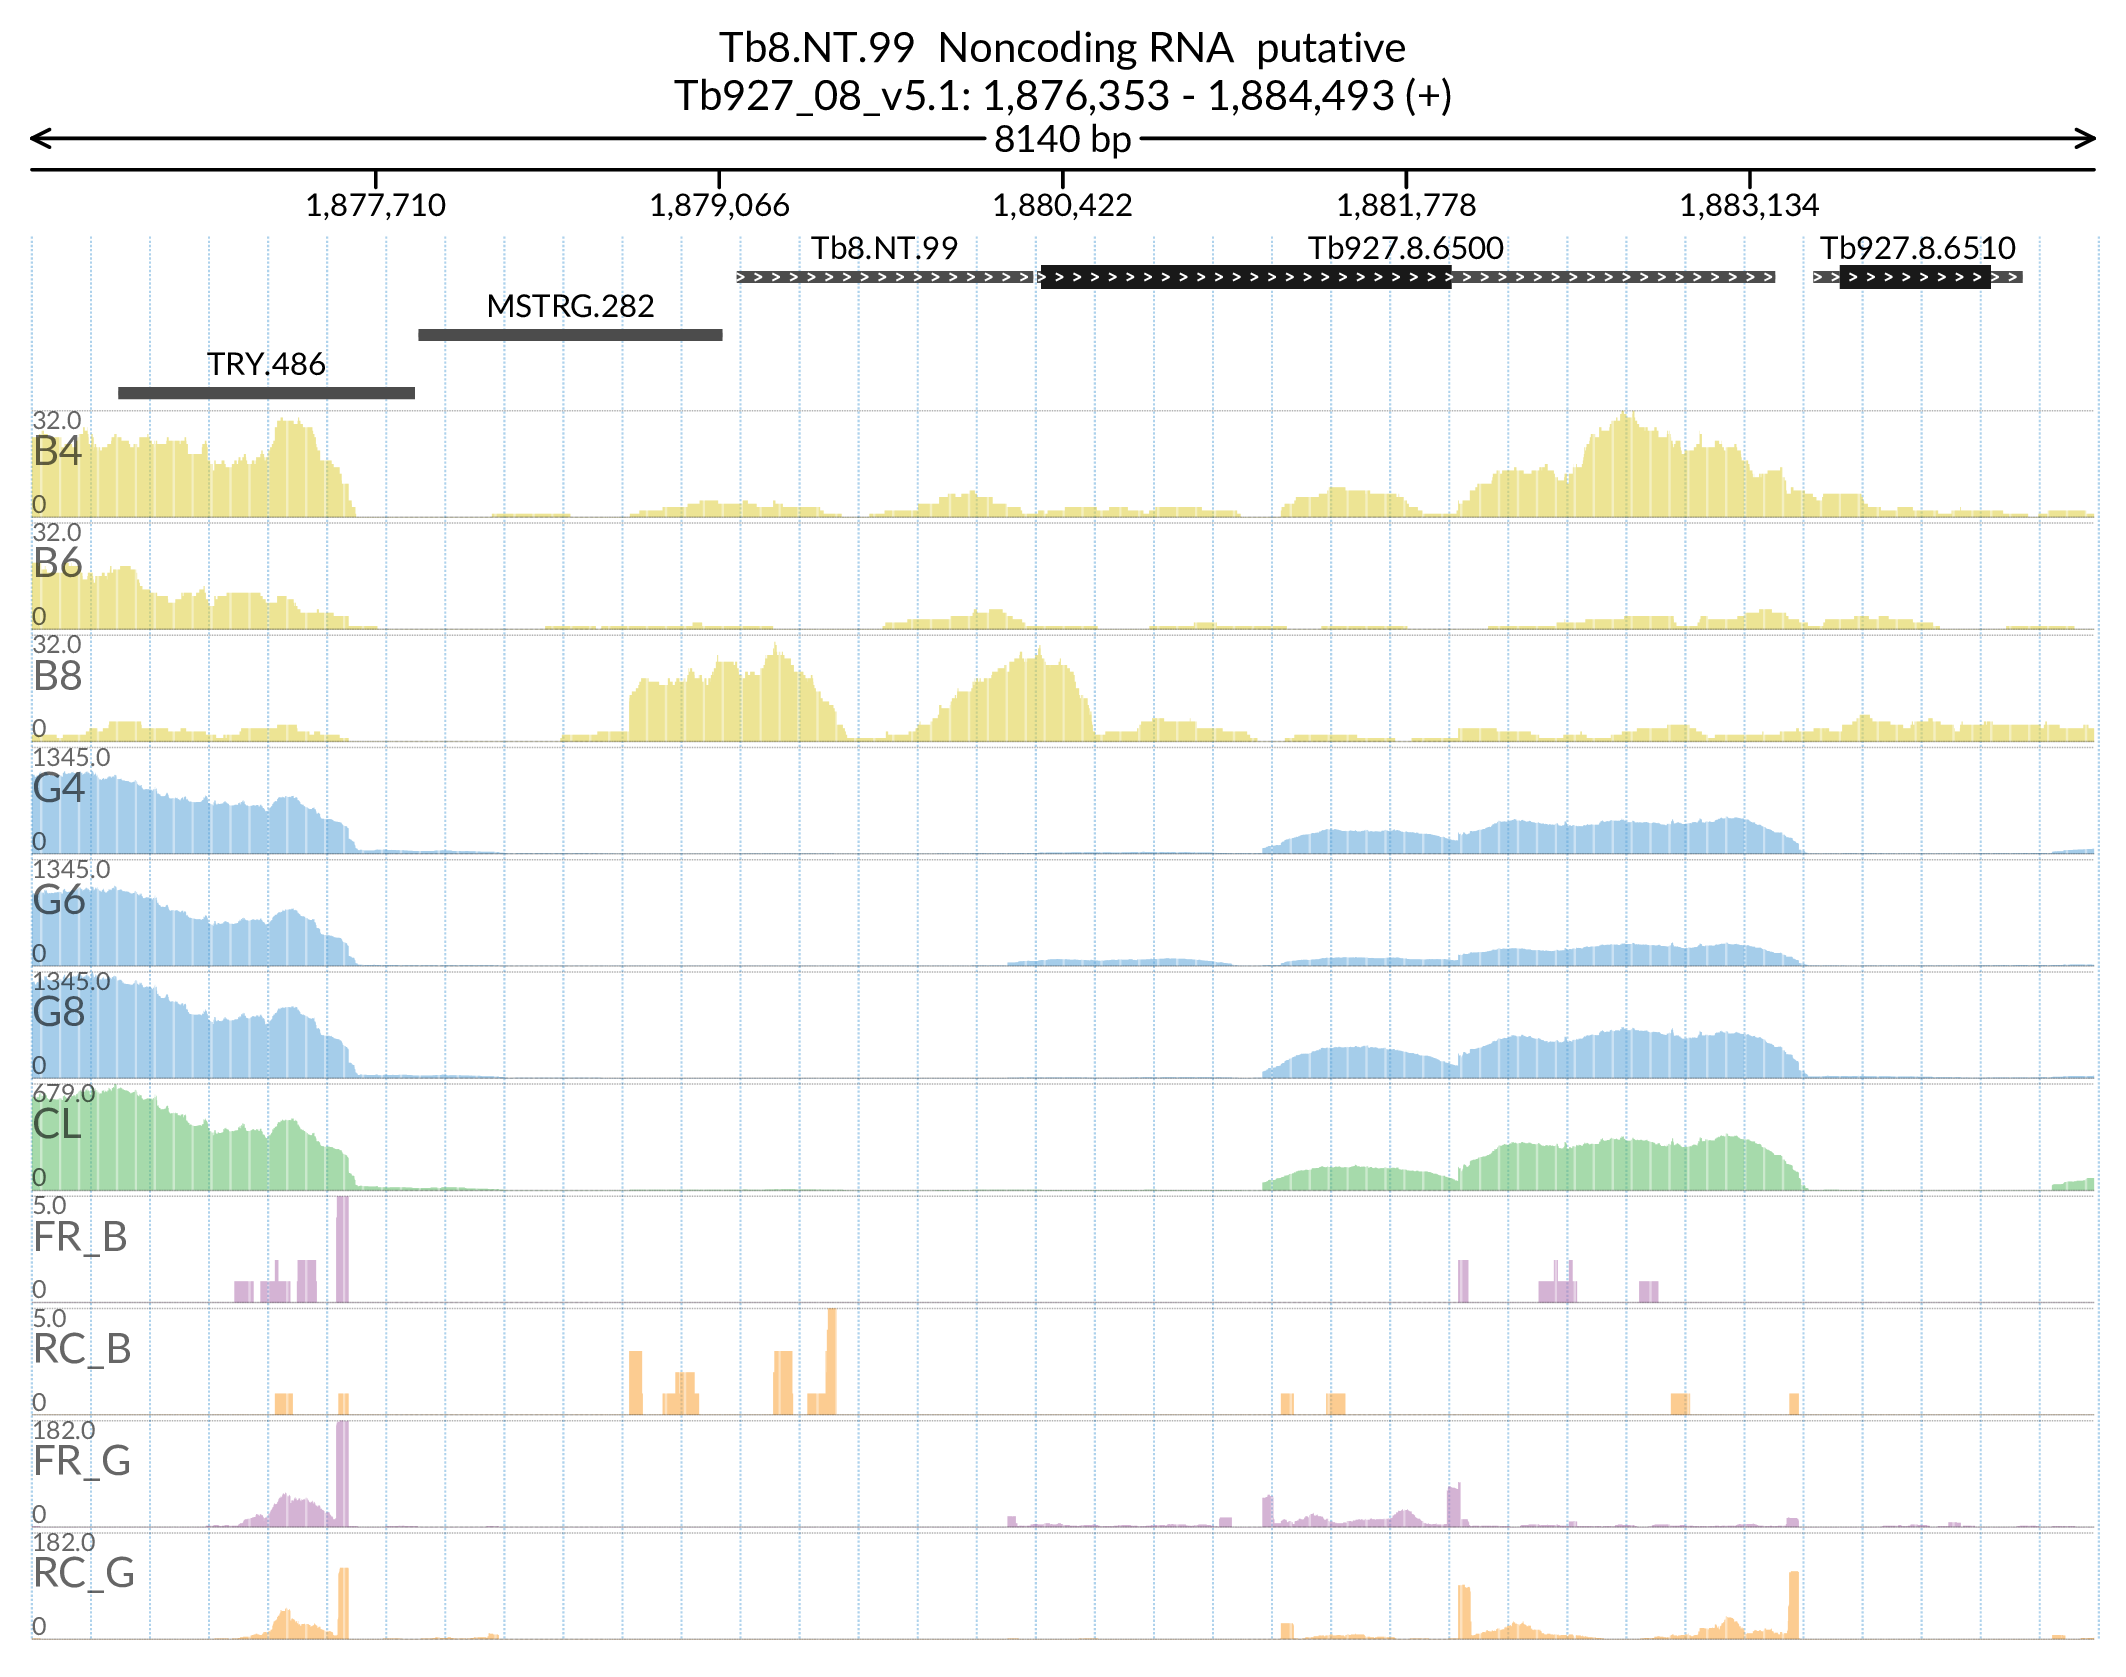 Tb8.NT.99 Noncoding RNA putative
Tb927_08_v5.1: 1,876,353 - 1,884,493 (+)
8140 bp
1,877,710 1,879,066 1,880,422 1,881,778 1,883,134
Tb8.NT.99 Tb927.8.6500 Tb927.8.6510
MSTRG.282
TRY.486
32.0
B4
0
32.0
B6
0
32.0
B8
0
1345.0
G4
0
1345.0
G6
0
1345.0
G8
0
679.0
CL
0
5.0
FR_B
0
5.0
RC_B
0
182.0
FR_G
0
182.0
RC_G
0